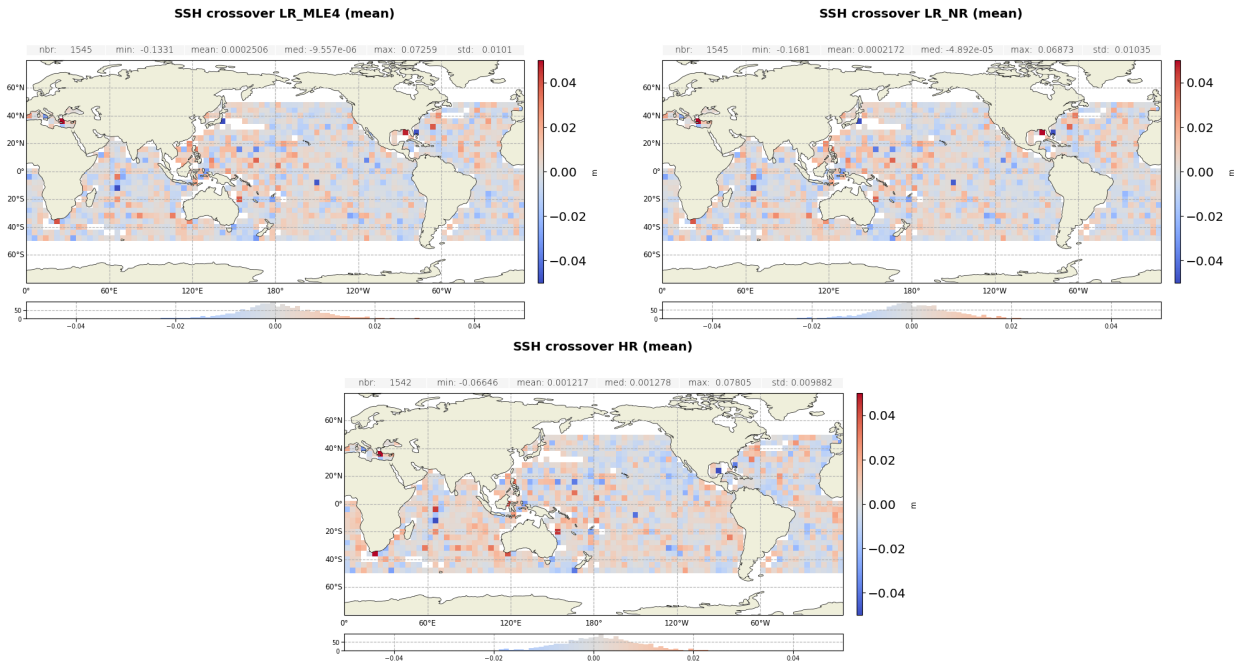 SSH crossover LR_MLE4 (mean)
nbr: 1545 min: -0.1331 mean: 0.0002506 med: -9.557e-06 max: 0.07259 std: 0.0101
60°N
40°N
20°N
0°
20°S
40°S
60°S
0° 60°E 120°E 180° 120°W 60°W
0.04
0.02
0.00
−0.02
−0.04
m
50
0
−0.04 −0.02 0.00 0.02 0.04
SSH crossover LR_NR (mean)
nbr: 1545 min: -0.1681 mean: 0.0002172 med: -4.892e-05 max: 0.06873 std: 0.01035
60°N
40°N
20°N
0°
20°S
40°S
60°S
0° 60°E 120°E 180° 120°W 60°W
0.04
0.02
0.00
−0.02
−0.04
m
50
0
−0.04 −0.02 0.00 0.02 0.04
SSH crossover HR (mean)
nbr: 1542 min: -0.06646 mean: 0.001217 med: 0.001278 max: 0.07805 std: 0.009882
60°N
40°N
20°N
0°
20°S
40°S
60°S
0° 60°E 120°E 180° 120°W 60°W
0.04
0.02
0.00
−0.02
−0.04
m
50
0
−0.04 −0.02 0.00 0.02 0.04